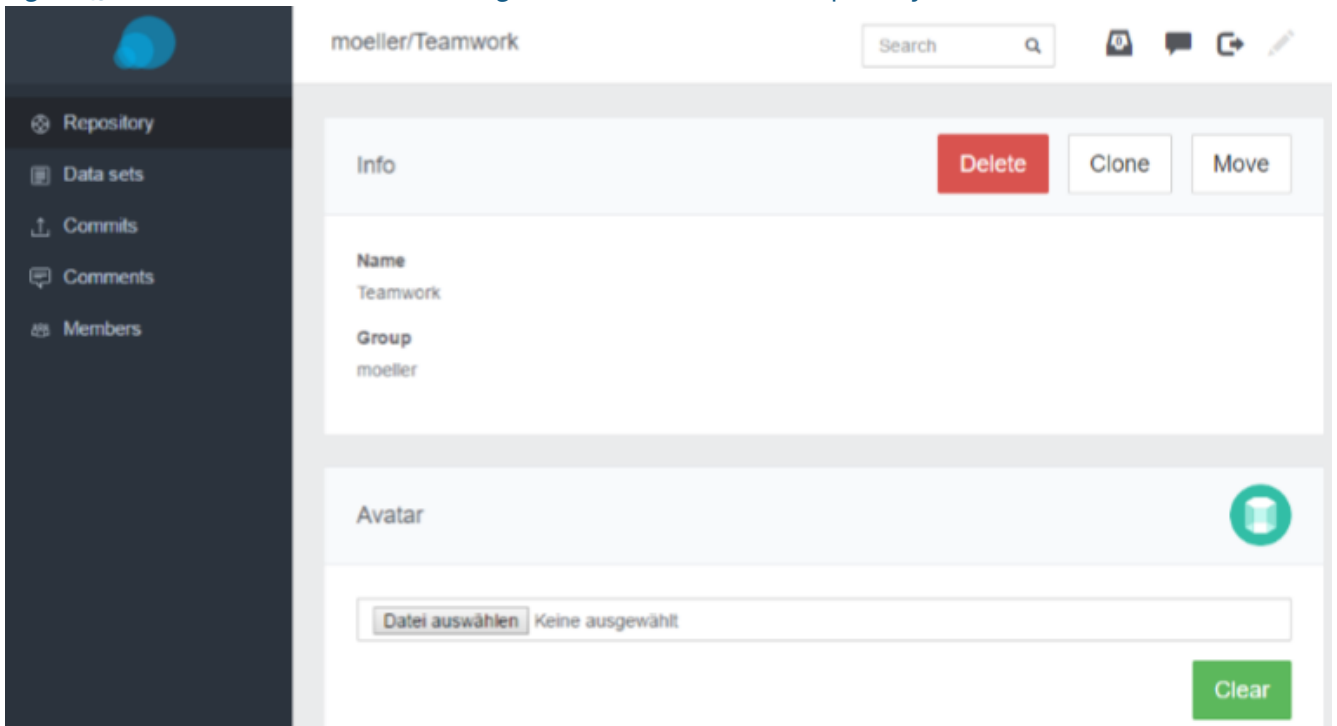 moeller/Teamwork
Search
0
Repository
Data sets
Commits
Comments
Members
Info
Delete
Clone
Move
Name
Teamwork
Group
moeller
Avatar
Datei auswählen Keine ausgewählt
Clear